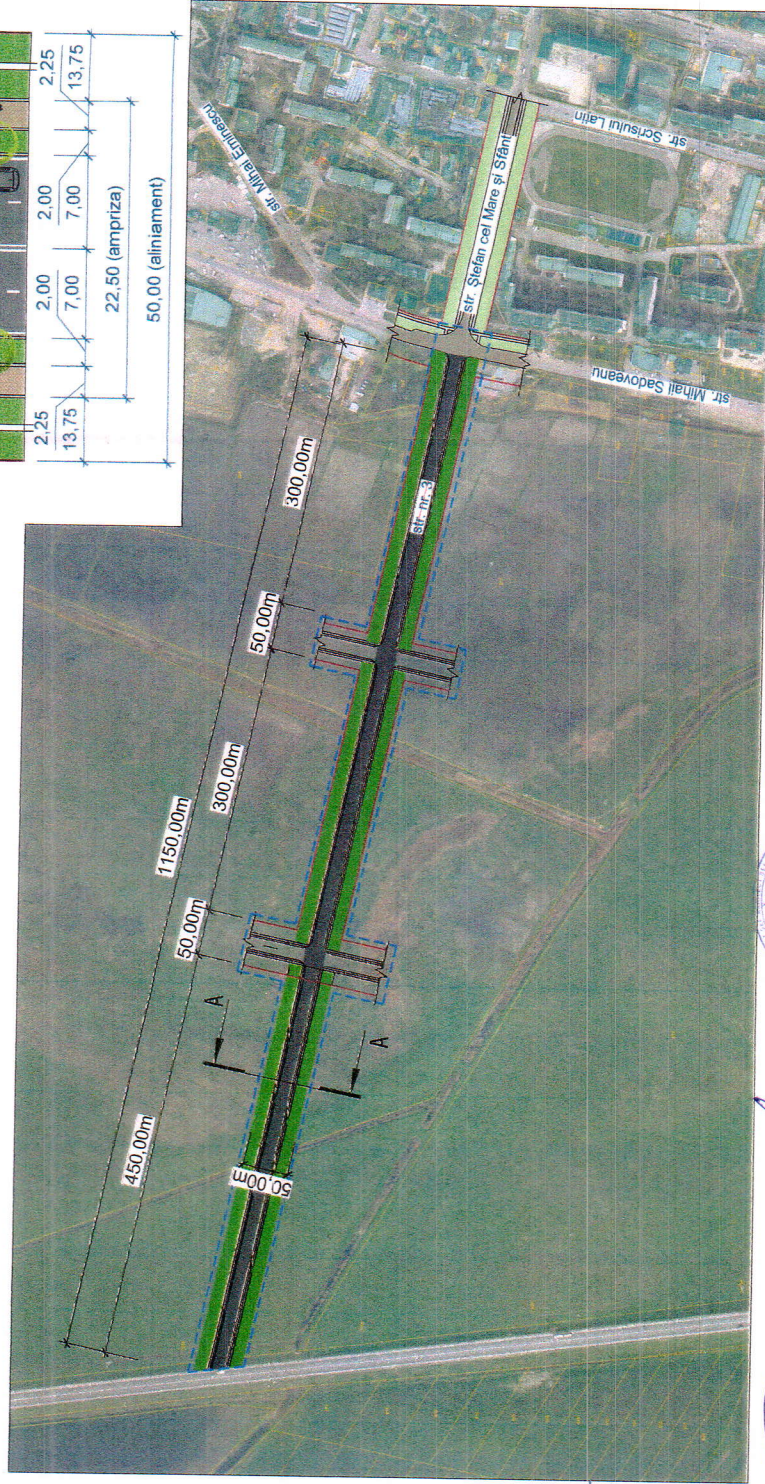 2,25
13,75
2,00
7,00
2,00
7,00
2,25
13,75
22,50 (ampriza)
50,00 (aliniament)
str. Mihai Eminescu
str. Scrisului Latin
str. Ștefan cel Mare și Sfânt
str. Mihail Sadoveanu
str. nr. 3
300,00m
50,00m
300,00m
1150,00m
50,00m
450,00m
A
A
50,00m